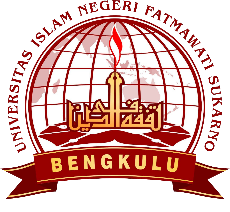 UNIVERSITAS ISLAM NEGERI FATMAWATI SUKARNO
BENGKULU